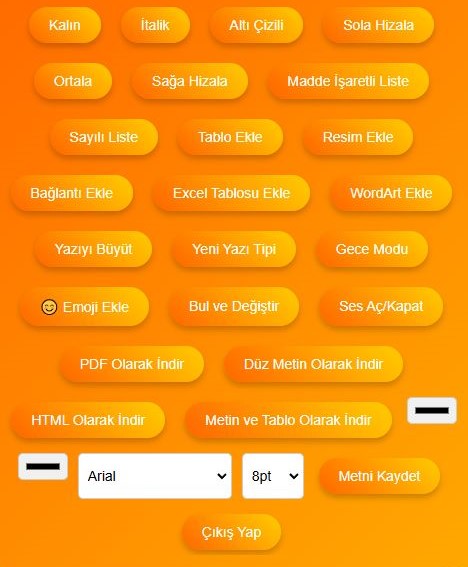 Kalın İtalik Altı Çizili Sola Hizala
Ortala Sağa Hizala Madde İşaretli Liste
Sayılı Liste Tablo Ekle Resim Ekle
Bağlantı Ekle Excel Tablosu Ekle WordArt Ekle
Yazıyı Büyüt Yeni Yazı Tipi Gece Modu
😊 Emoji Ekle Bul ve Değiştir Ses Aç/Kapat
PDF Olarak İndir Düz Metin Olarak İndir
HTML Olarak İndir Metin ve Tablo Olarak İndir
Arial 8pt Metni Kaydet
Çıkış Yap